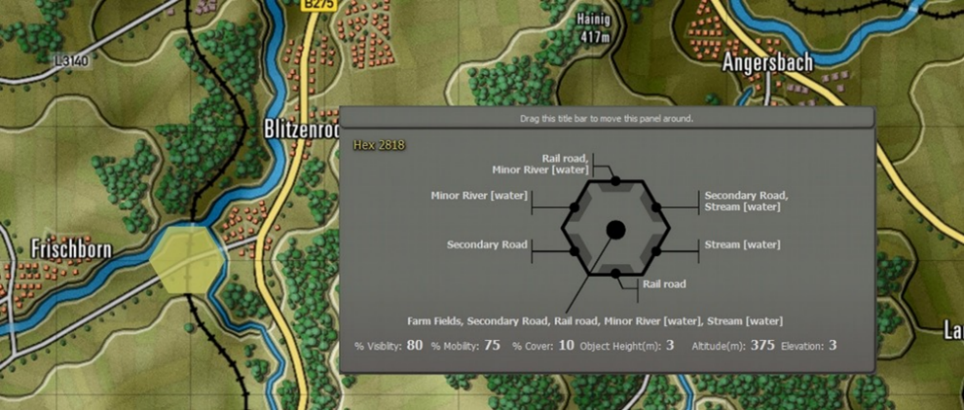 B275
Hainig
417m
L3140
Angersbach
Drag this title bar to move this panel around.
Blitzenrod
Hex 2818
Rail road,
Minor River [water]
Minor River [water]
Secondary Road,
Stream [water]
Secondary Road
Stream [water]
Frischborn
Rail road
Farm Fields, Secondary Road, Rail road, Minor River [water], Stream [water]
La
% Visiblity: 80 % Mobility: 75 % Cover: 10 Object Height(m): 3 Altitude(m): 375 Elevation: 3